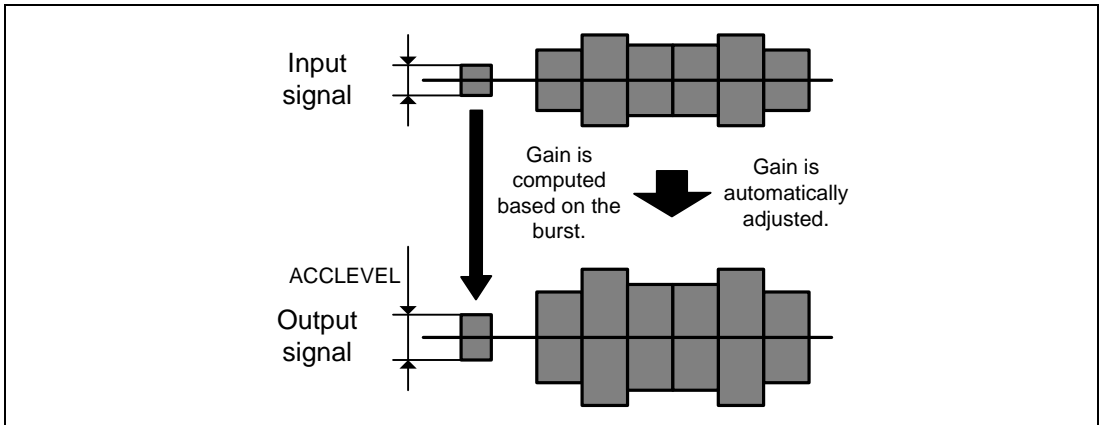 Input
signal
Gain is
computed
based on the
burst.
Gain is
automatically
adjusted.
ACCLEVEL
Output
signal